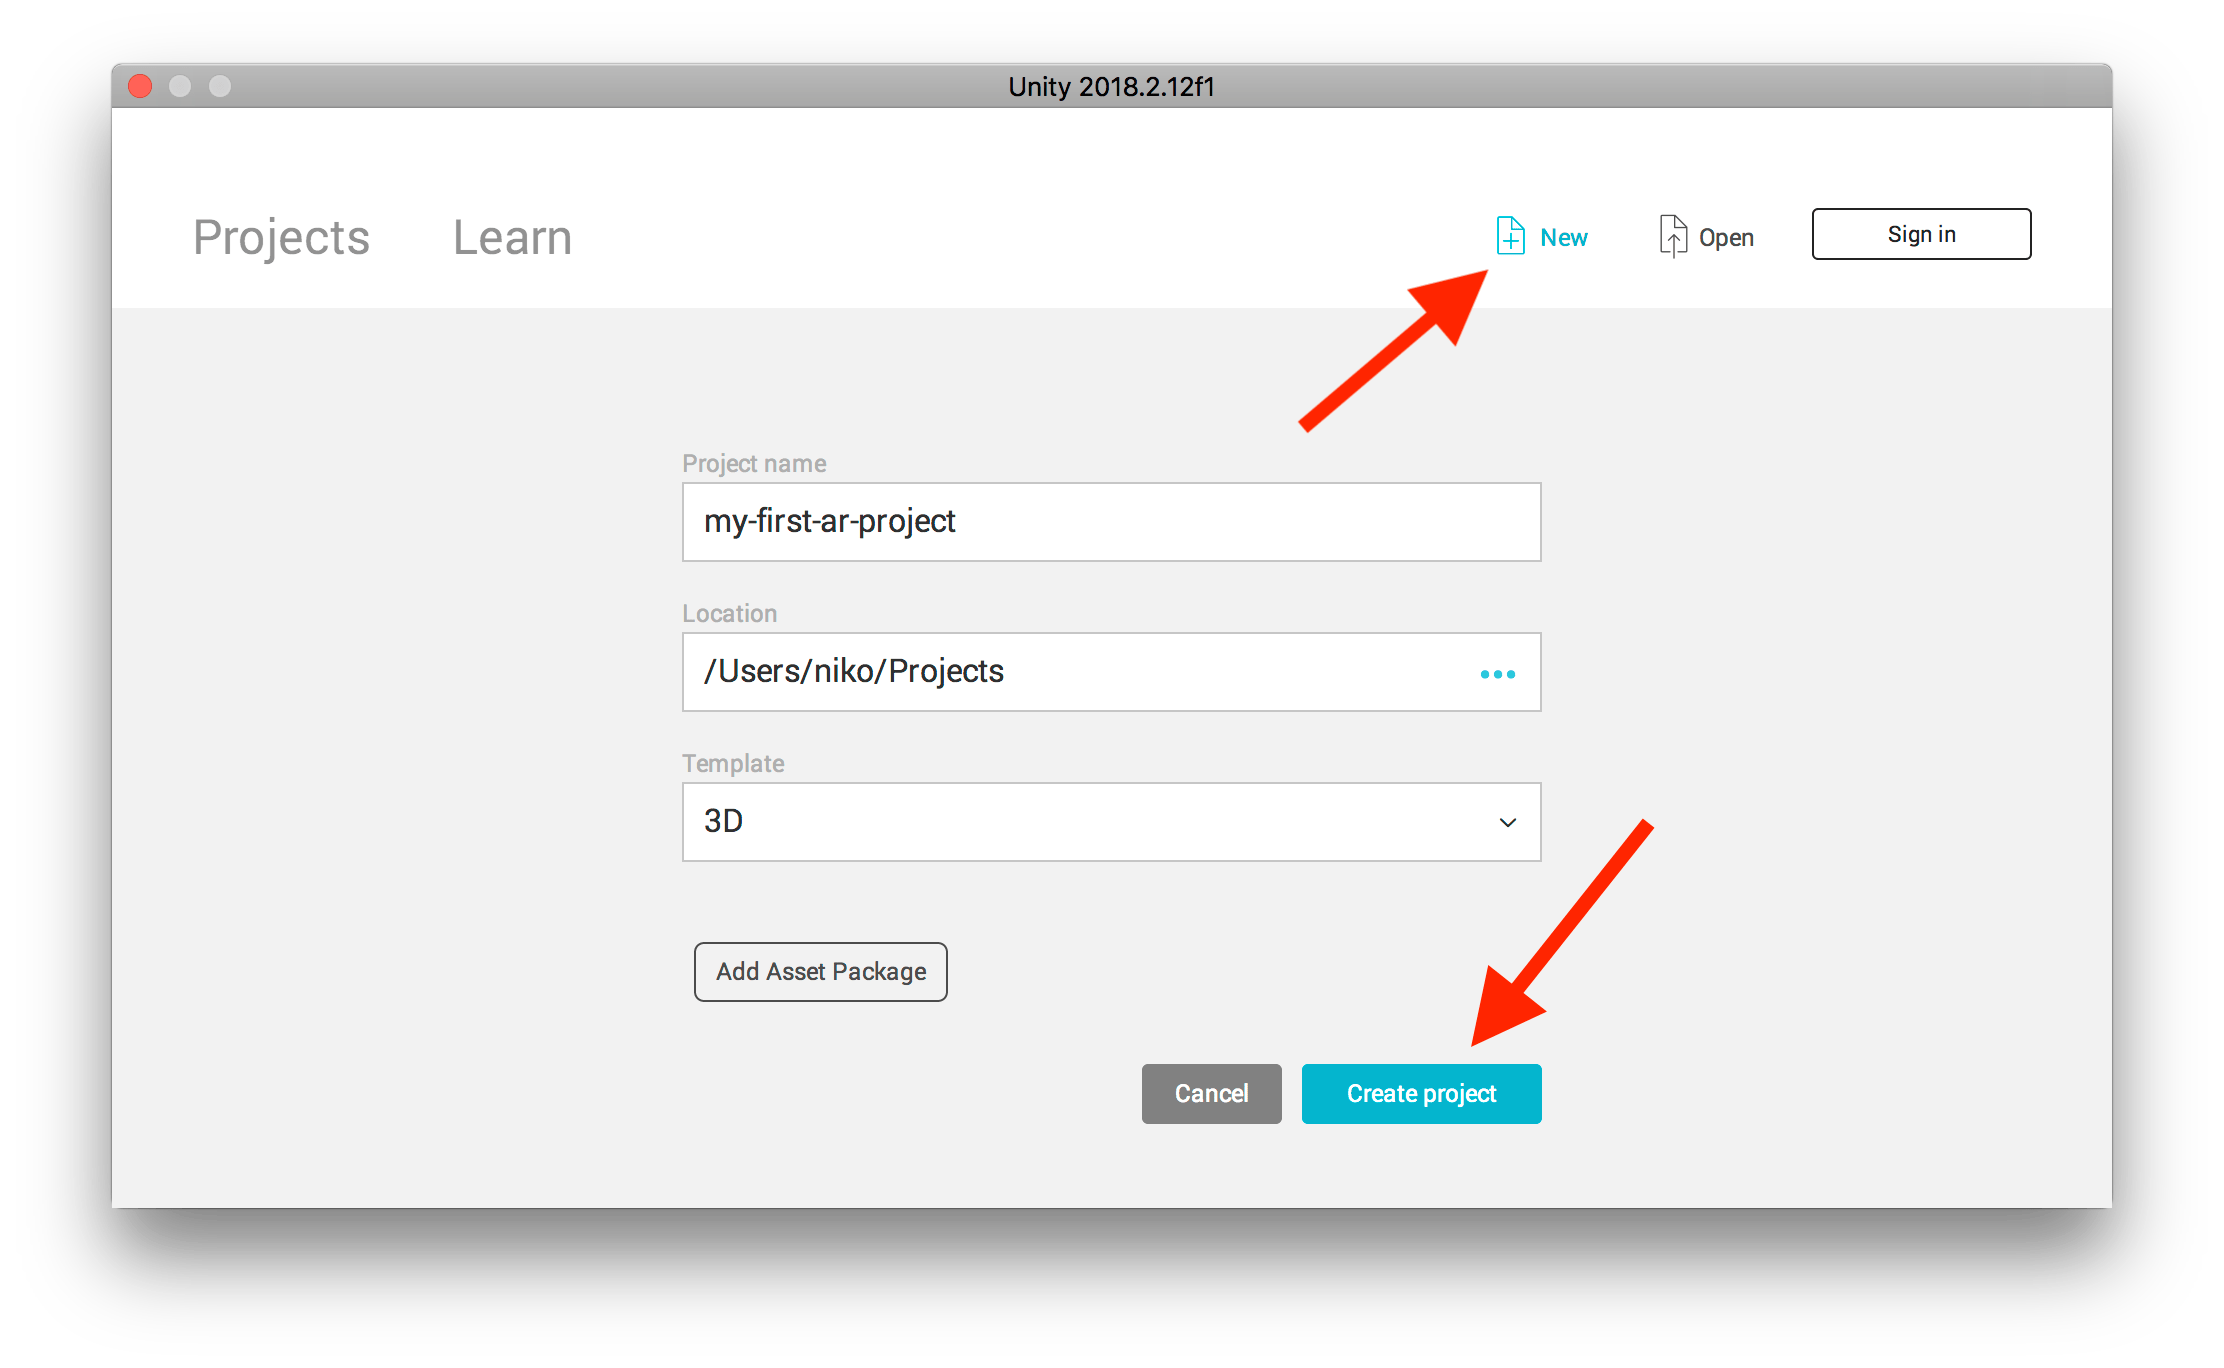 Unity 2018.2.12f1
Projects
Learn
New
Open
Sign in
Project name
my-first-ar-project
Location
/Users/niko/Projects
Template
3D
Add Asset Package
Cancel
Create project